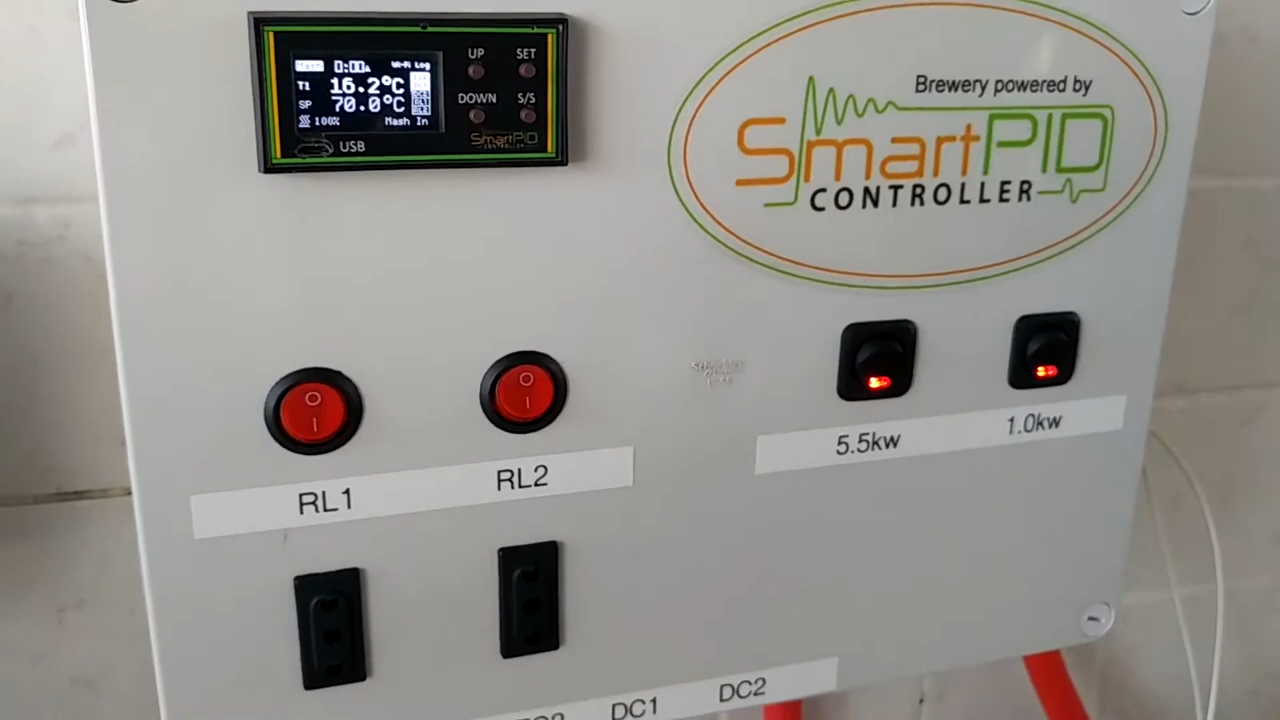 Mash 0:00 Wi-Fi Log
T1 16.2°C
SP 70.0°C
100% Mash In
UP SET
DOWN S/S
USB
SmartPID
CONTROLLER
Brewery powered by
SmartPID
CONTROLLER
RL1 RL2
5.5kw 1.0kw
DC1 DC2